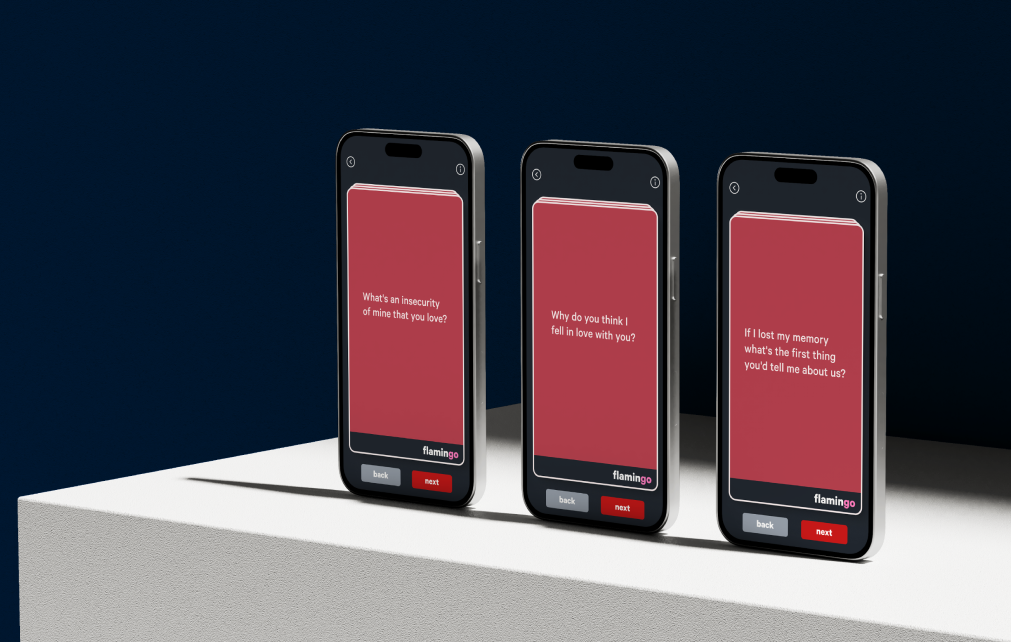 What's an insecurity
of mine that you love?
flamingo
back
next
Why do you think I
fell in love with you?
flamingo
back
next
If I lost my memory
what's the first thing
you'd tell me about us?
flamingo
back
next